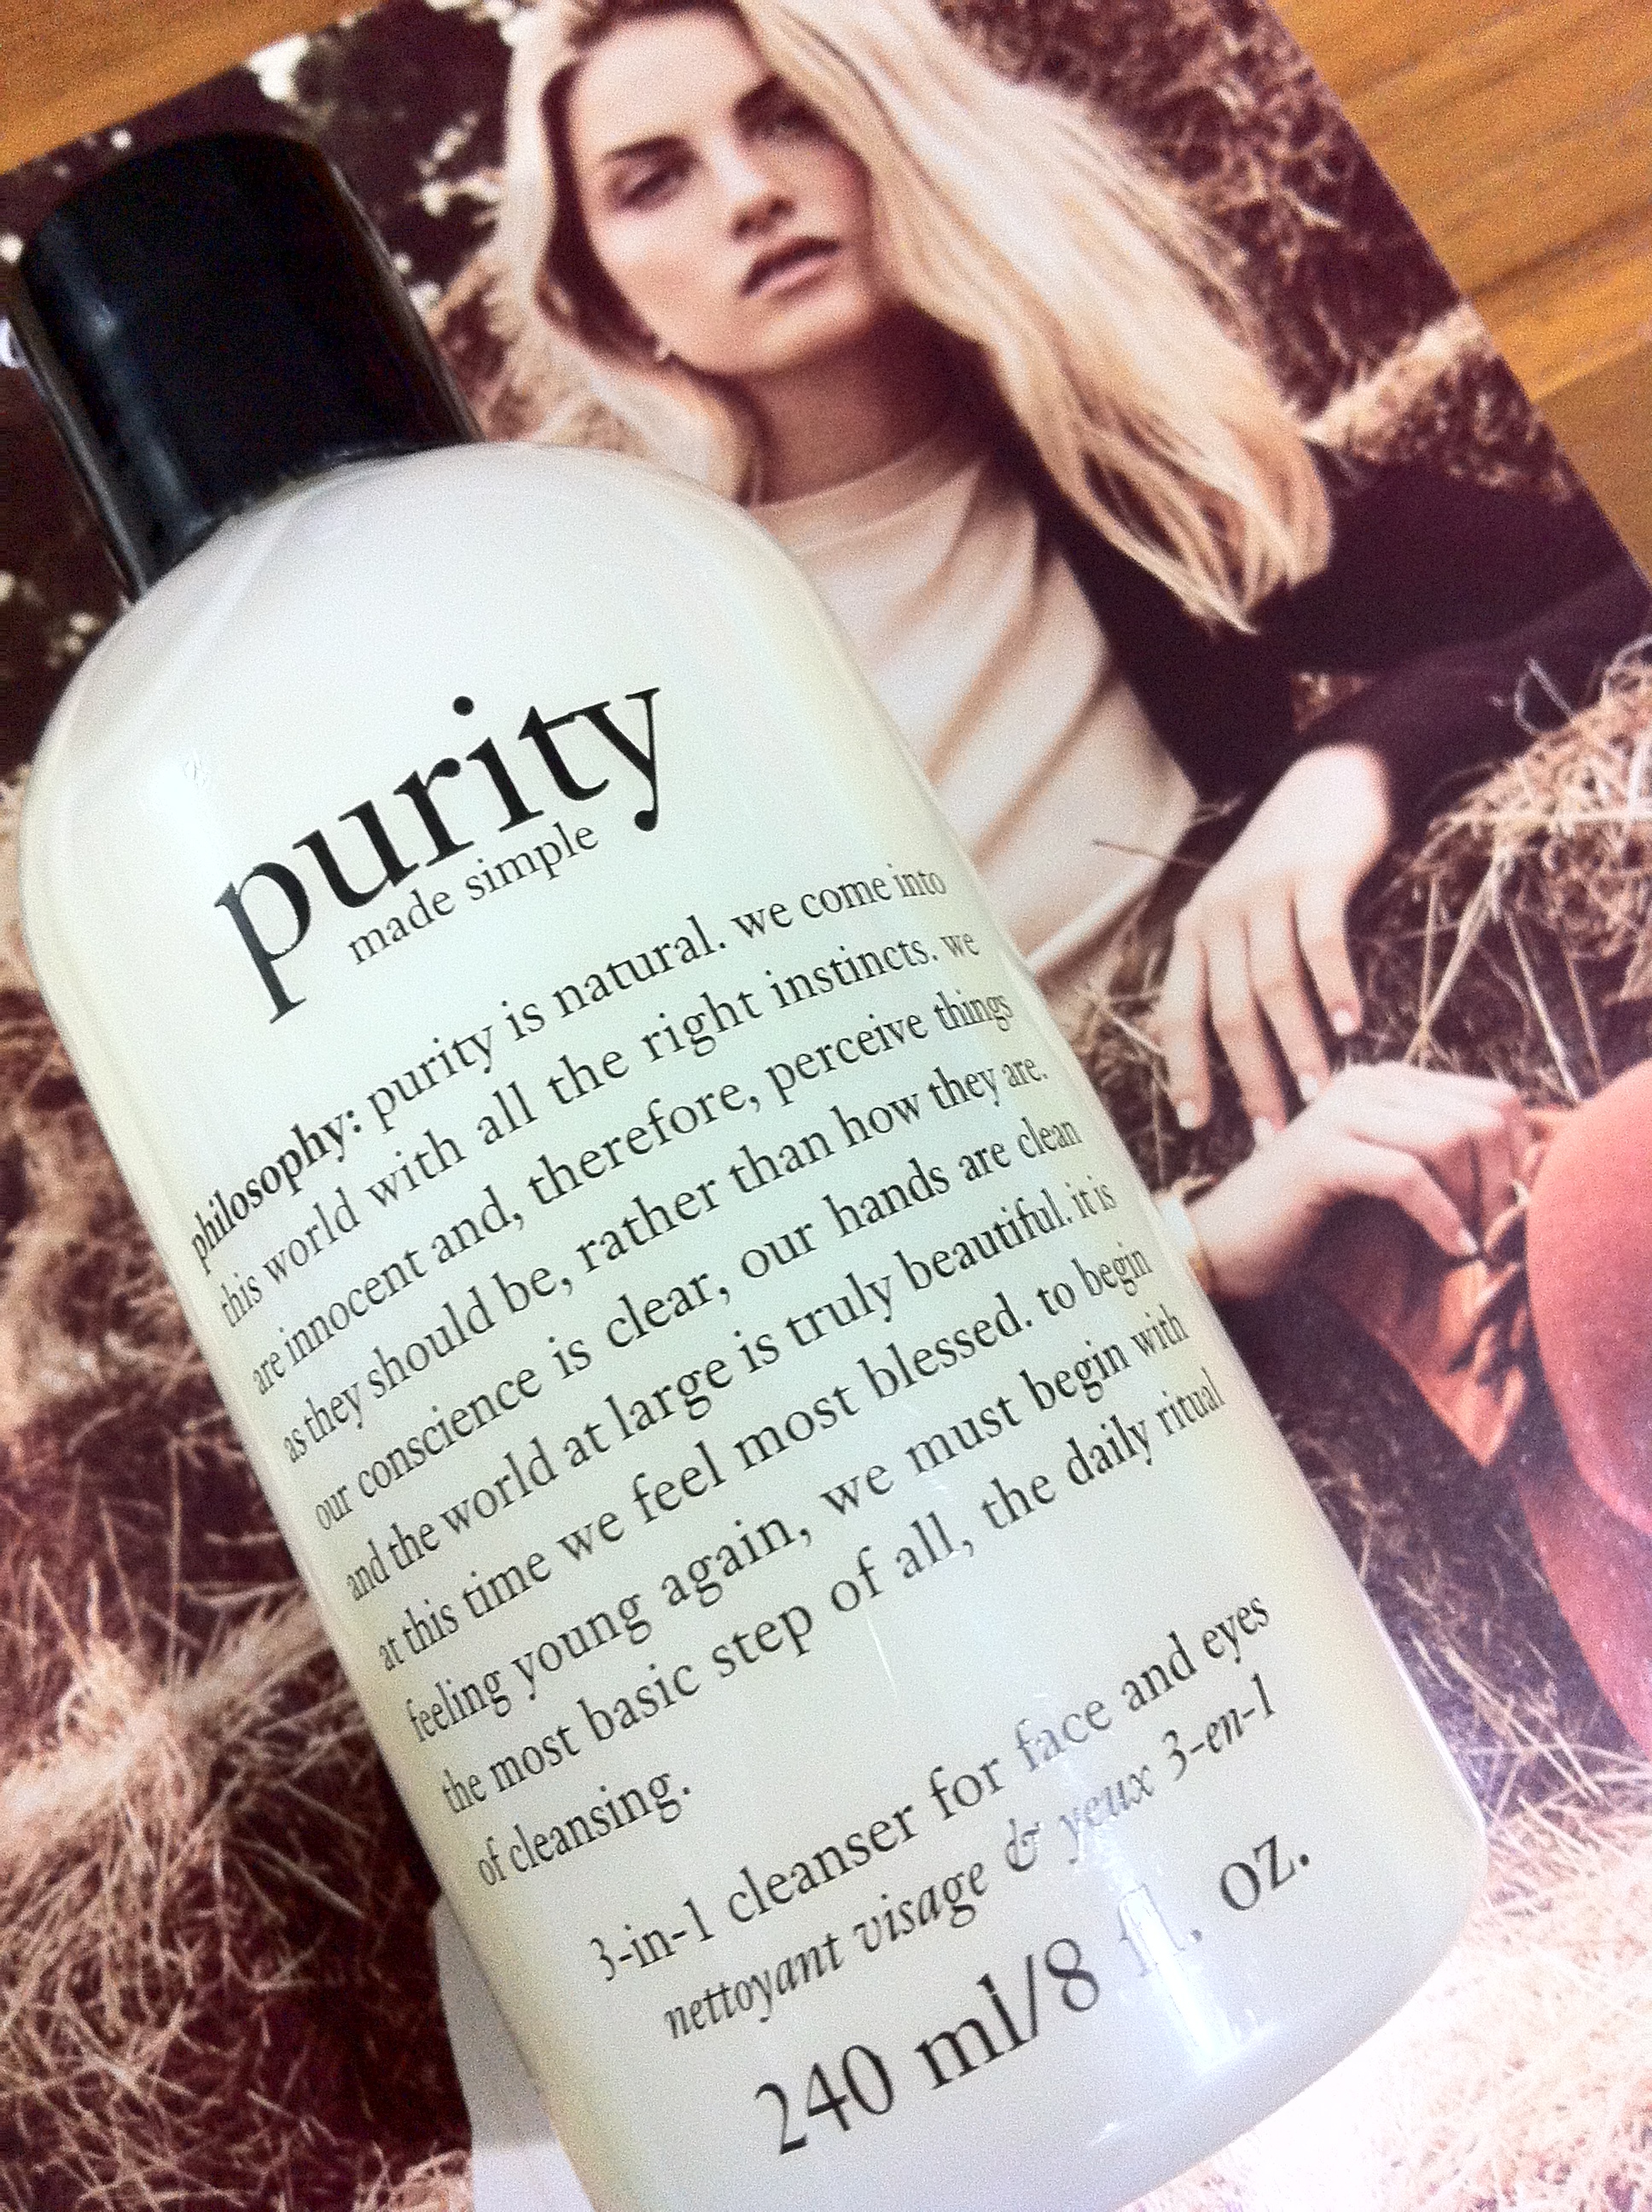 purity
made simple
philosophy: purity is natural. we come into
this world with all the right instincts. we
are innocent and, therefore, perceive things
as they should be, rather than how they are.
our conscience is clear, our hands are clean
and the world at large is truly beautiful. it is
at this time we feel most blessed. to begin
feeling young again, we must begin with
the most basic step of all, the daily ritual
of cleansing.
3-in-1 cleanser for face and eyes
nettoyant visage & yeux 3-en-1
240 ml/8 fl. oz.